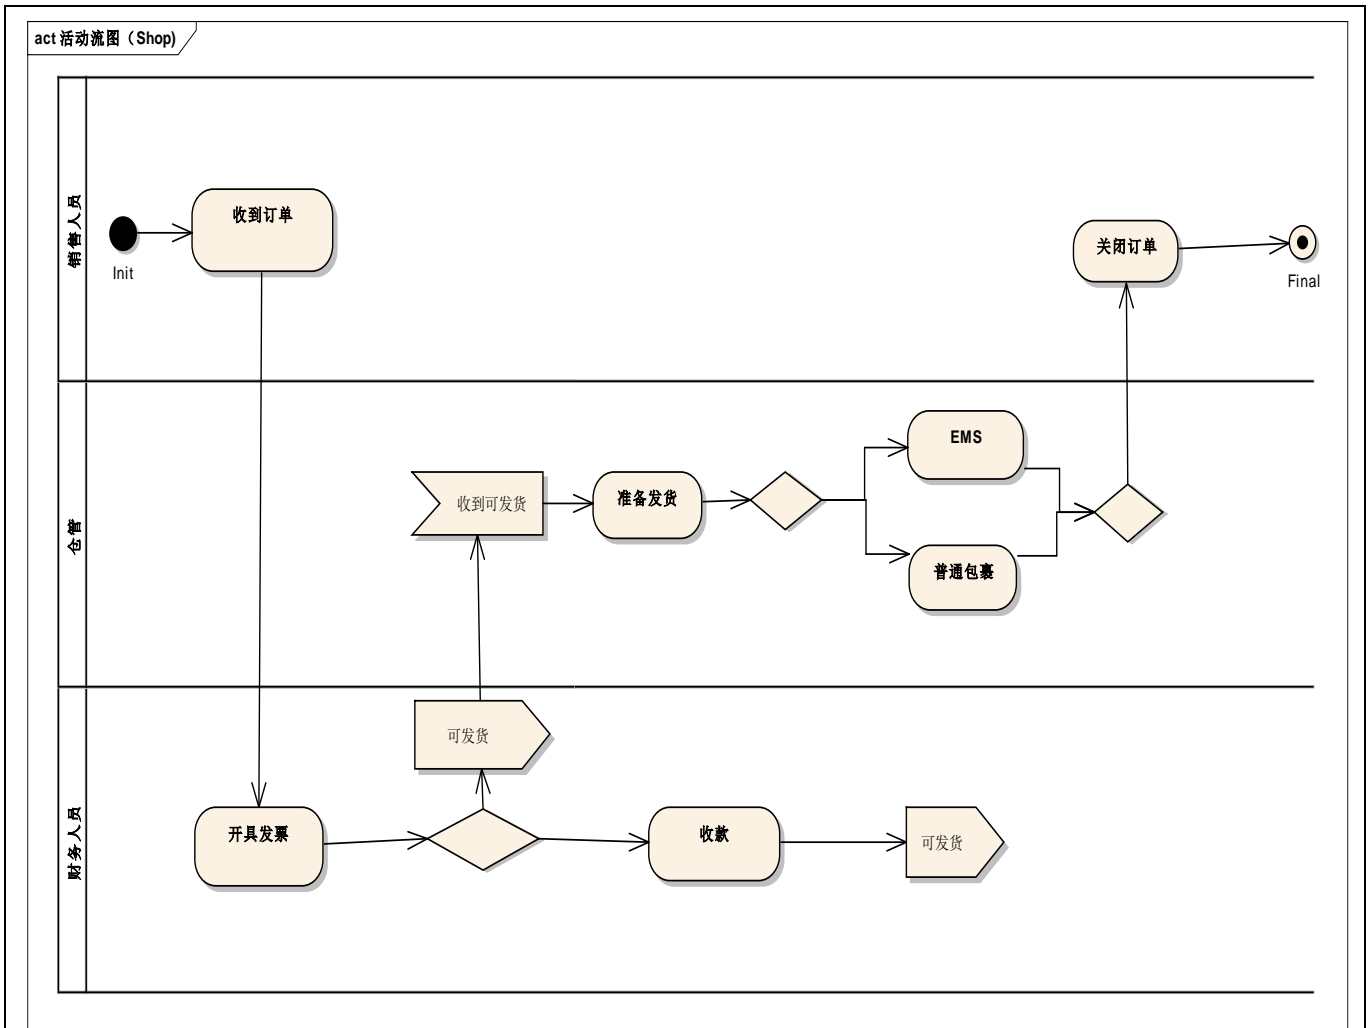 act 活动流图（Shop)
销售人员
Init
收到订单
关闭订单
Final
仓管
收到可发货
准备发货
EMS
普通包裹
财务人员
可发货
开具发票
收款
可发货